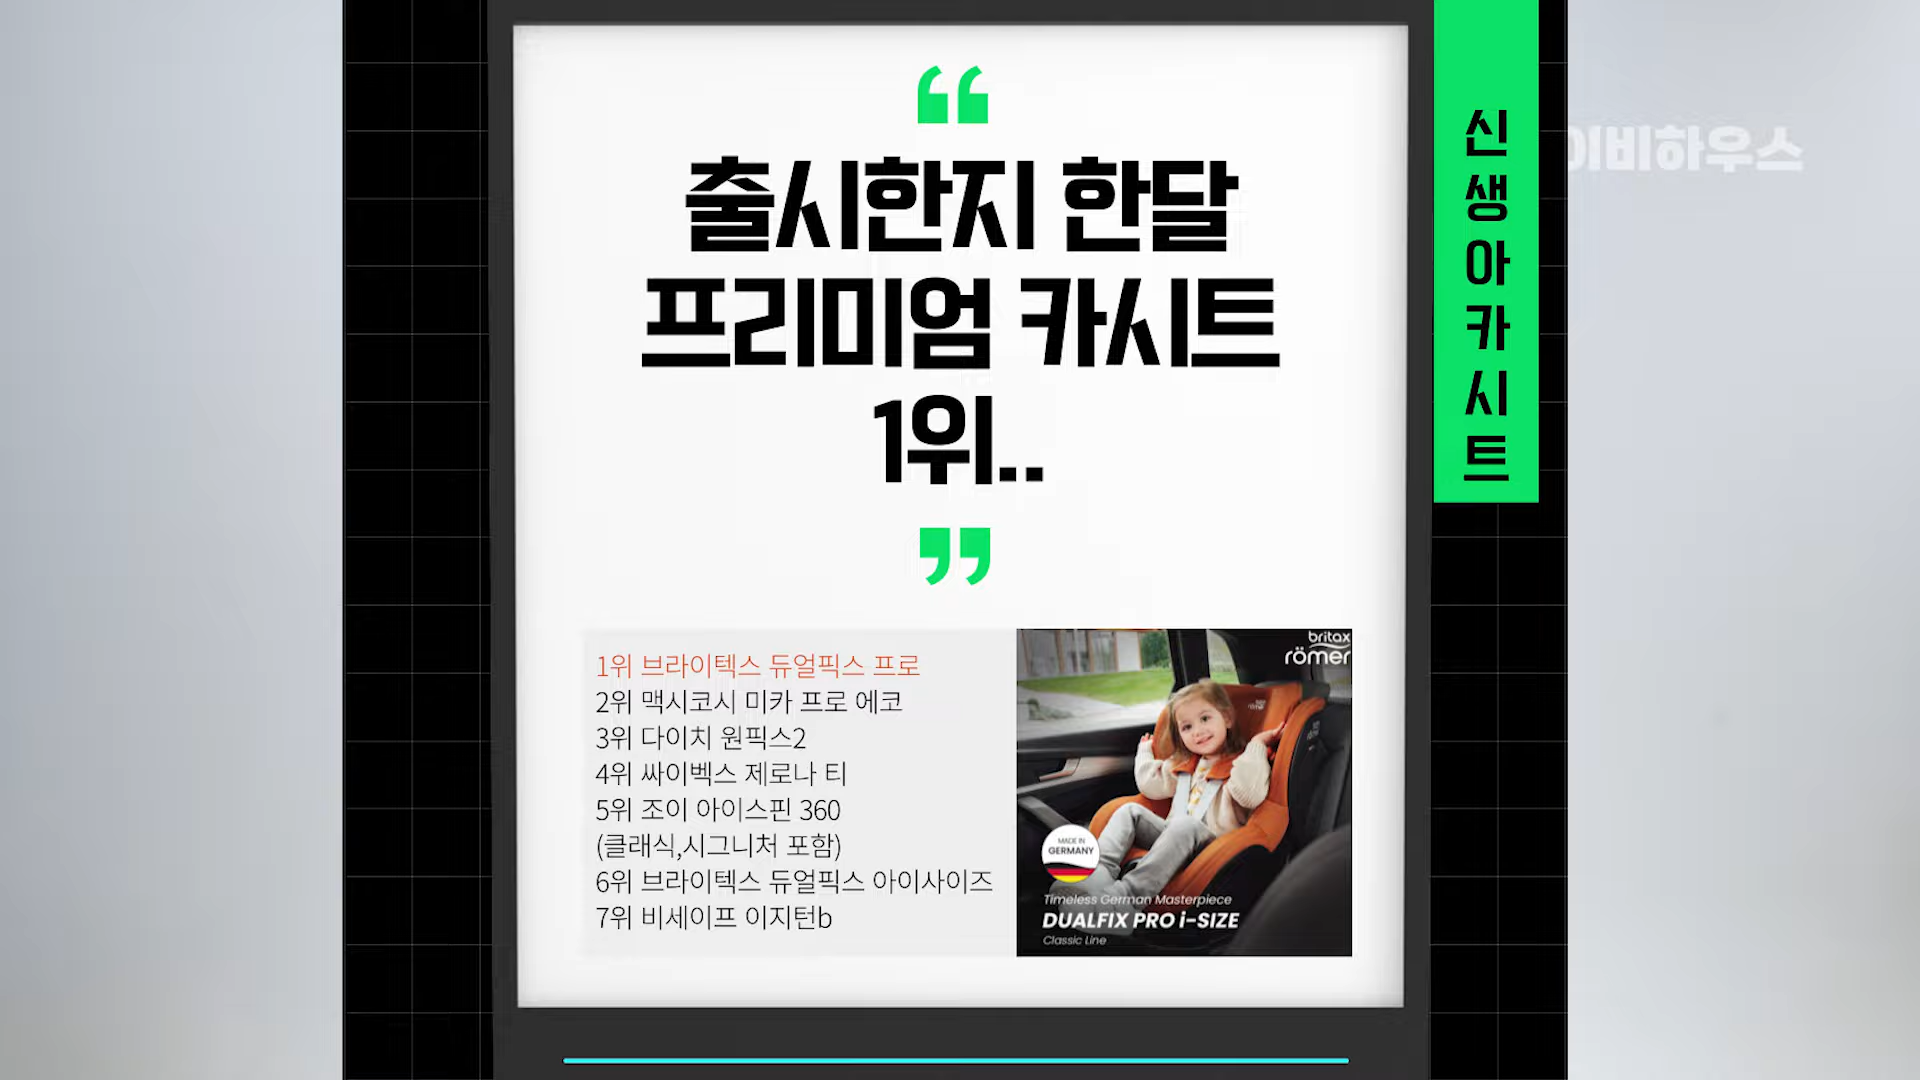 “
출시한지 한달
프리미엄 카시트
1위..
”
신생아카시트
이비하우스
1위 브라이텍스 듀얼픽스 프로
2위 맥시코시 미카 프로 에코
3위 다이치 원픽스2
4위 싸이벡스 제로나 티
5위 조이 아이스핀 360
(클래식,시그니처 포함)
6위 브라이텍스 듀얼픽스 아이사이즈
7위 비세이프 이지턴b
britax
römer
MADE IN
GERMANY
Timeless German Masterpiece
DUALFIX PRO i-SIZE
Classic Line